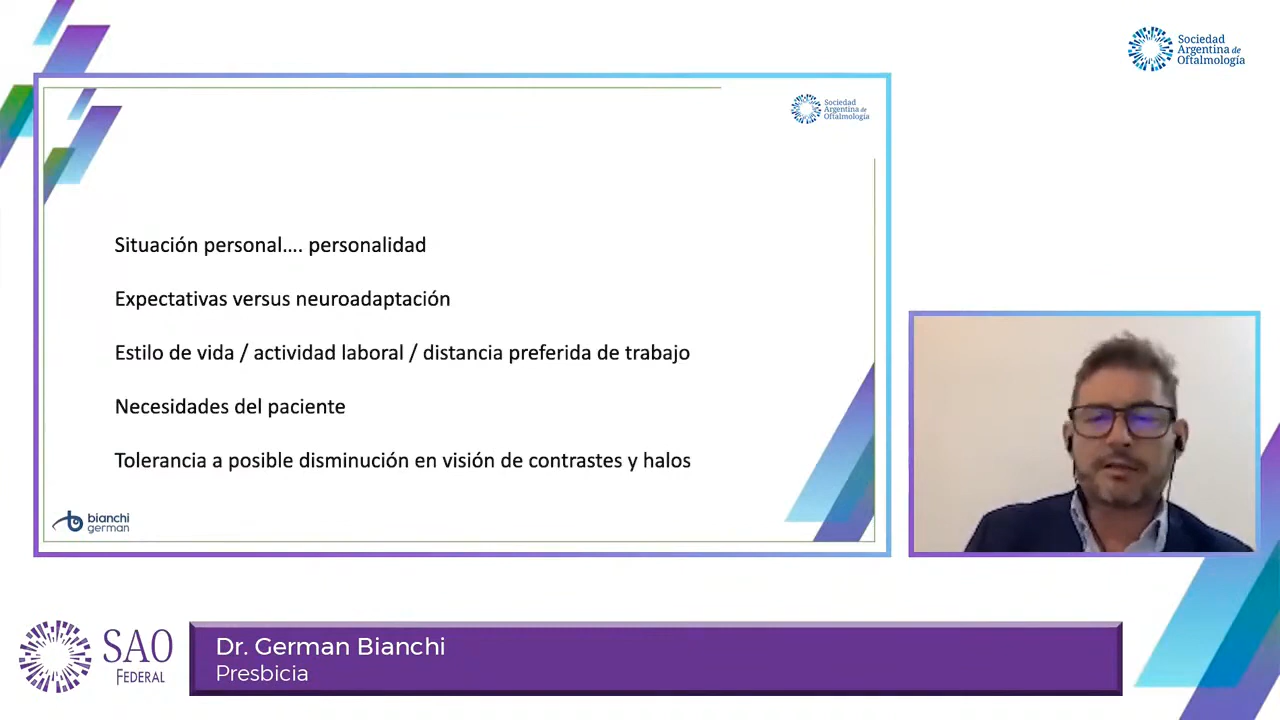 Sociedad
Argentina de
Oftalmología
Sociedad
Argentina de
Oftalmología
Situación personal.... personalidad
Expectativas versus neuroadaptación
Estilo de vida / actividad laboral / distancia preferida de trabajo
Necesidades del paciente
Tolerancia a posible disminución en visión de contrastes y halos
bianchi
german
SAO
FEDERAL
Dr. German Bianchi
Presbicia